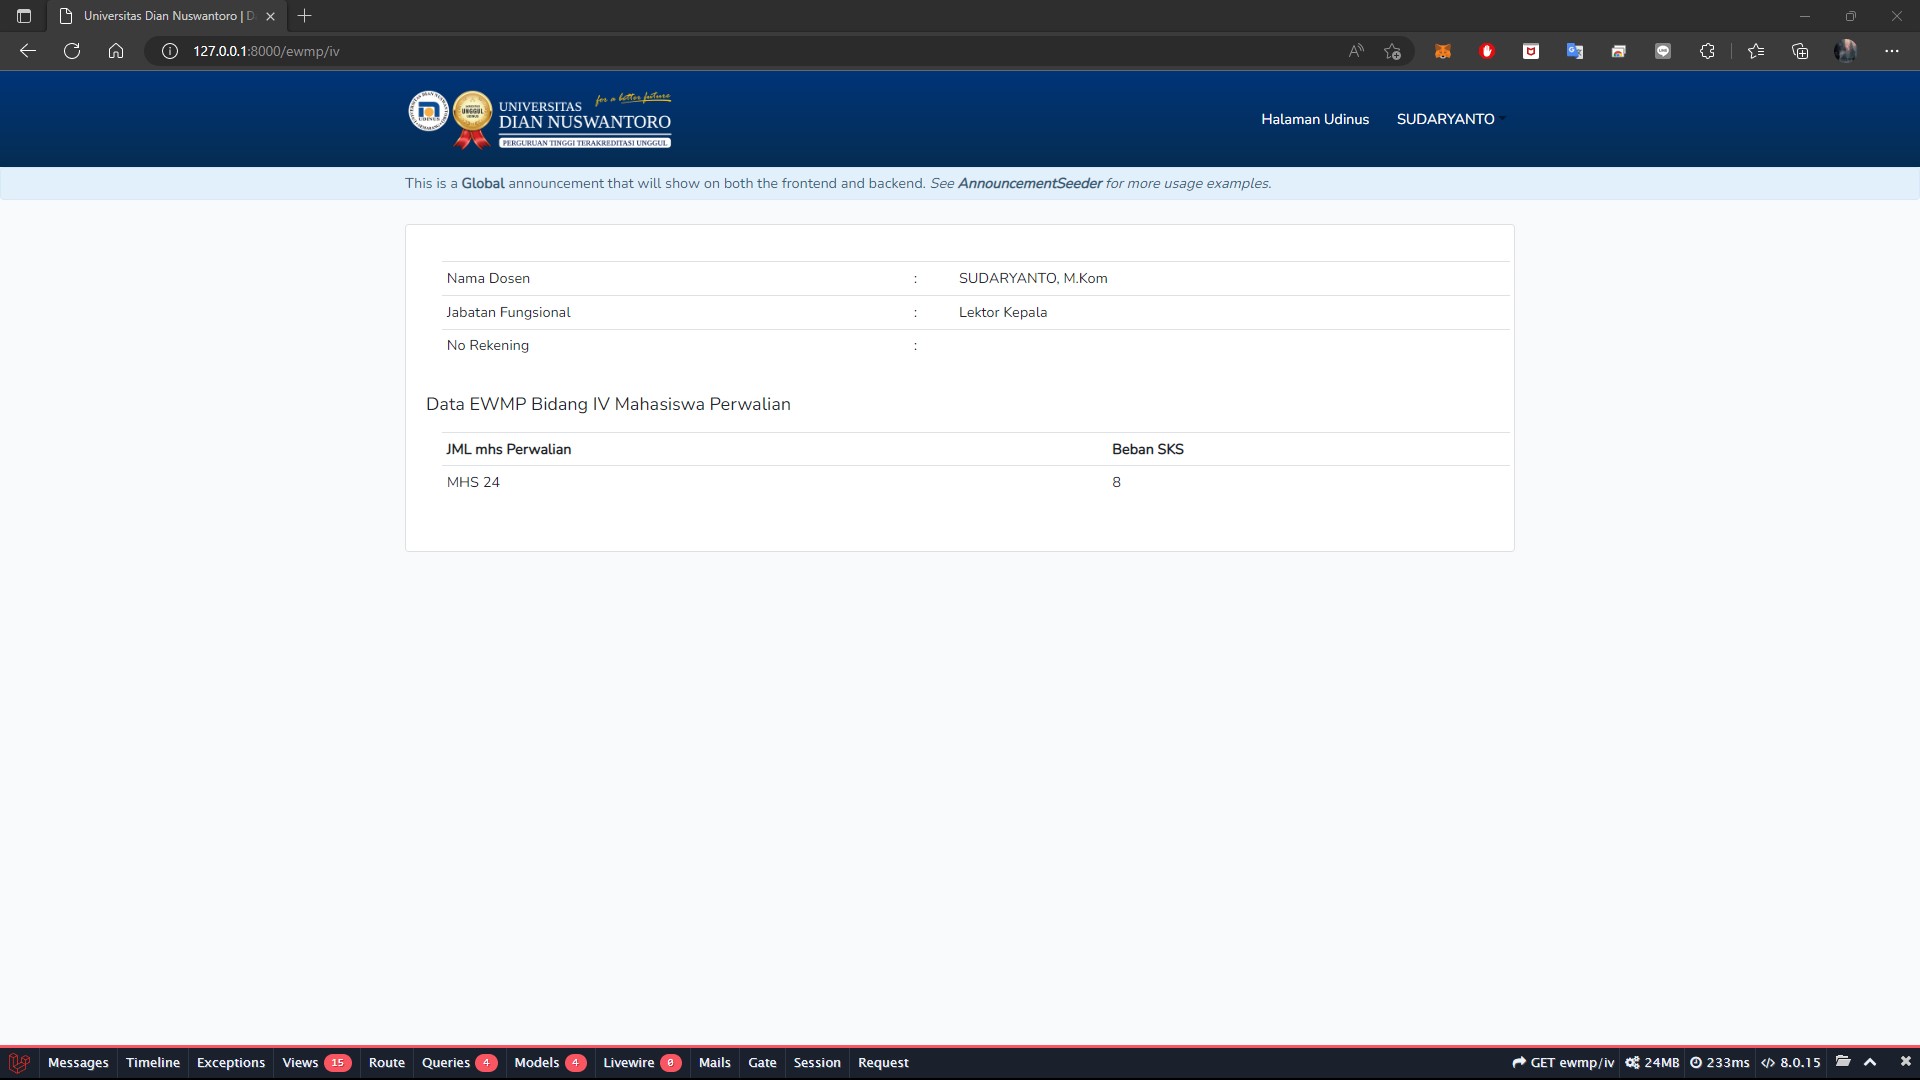 Universitas Dian Nuswantoro | D
127.0.0.1:8000/ewmp/iv
UNIVERSITAS for a better future
DIAN NUSWANTORO
PERGURUAN TINGGI TERAKREDITASI UNGGUL
Halaman Udinus SUDARYANTO
This is a Global announcement that will show on both the frontend and backend. See AnnouncementSeeder for more usage examples.
Nama Dosen : SUDARYANTO, M.Kom
Jabatan Fungsional : Lektor Kepala
No Rekening :
Data EWMP Bidang IV Mahasiswa Perwalian
JML mhs Perwalian Beban SKS
MHS 24 8
Messages Timeline Exceptions Views 15 Route Queries 4 Models 4 Livewire 0 Mails Gate Session Request GET ewmp/iv 24MB 233ms 8.0.15